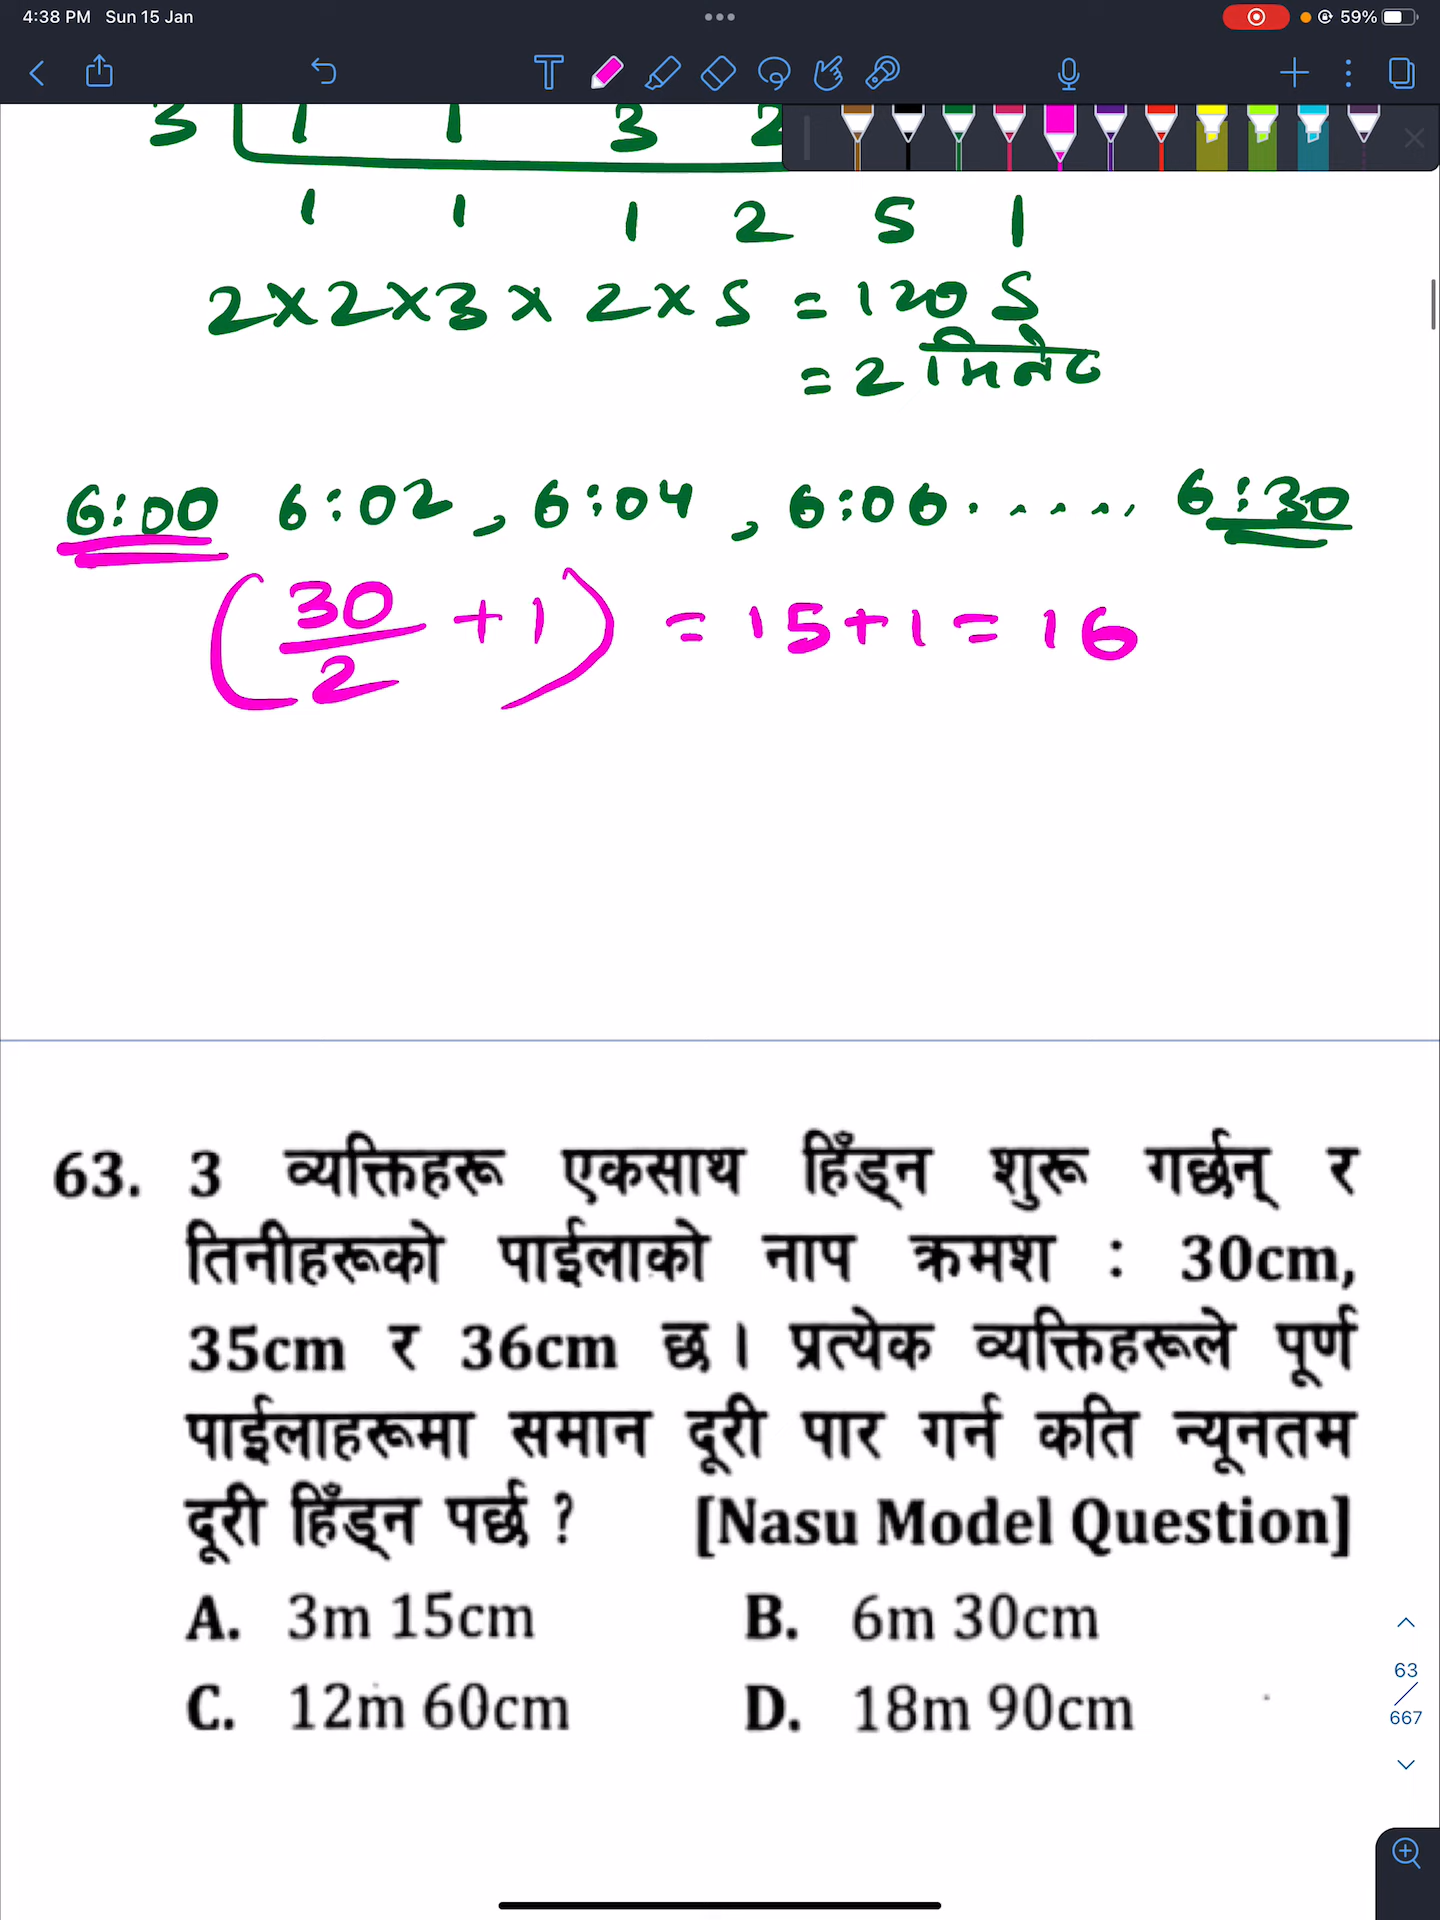 4:38 PM Sun 15 Jan
59%
3 1 1 3 2
1 1 1 2 5 1
2×2×3×2×5 = 120 S
= 2 मिनेट
6:00 6:02, 6:04, 6:06..... 6:30
(30/2 + 1) = 15+1 = 16
63. 3 व्यक्तिहरू एकसाथ हिँड्न शुरू गर्छन् र
तिनीहरूको पाईलाको नाप क्रमश : 30cm,
35cm र 36cm छ। प्रत्येक व्यक्तिहरूले पूर्ण
पाईलाहरूमा समान दूरी पार गर्न कति न्यूनतम
दूरी हिँड्न पर्छ ? [Nasu Model Question]
A. 3m 15cm B. 6m 30cm
C. 12m 60cm D. 18m 90cm
63
/
667